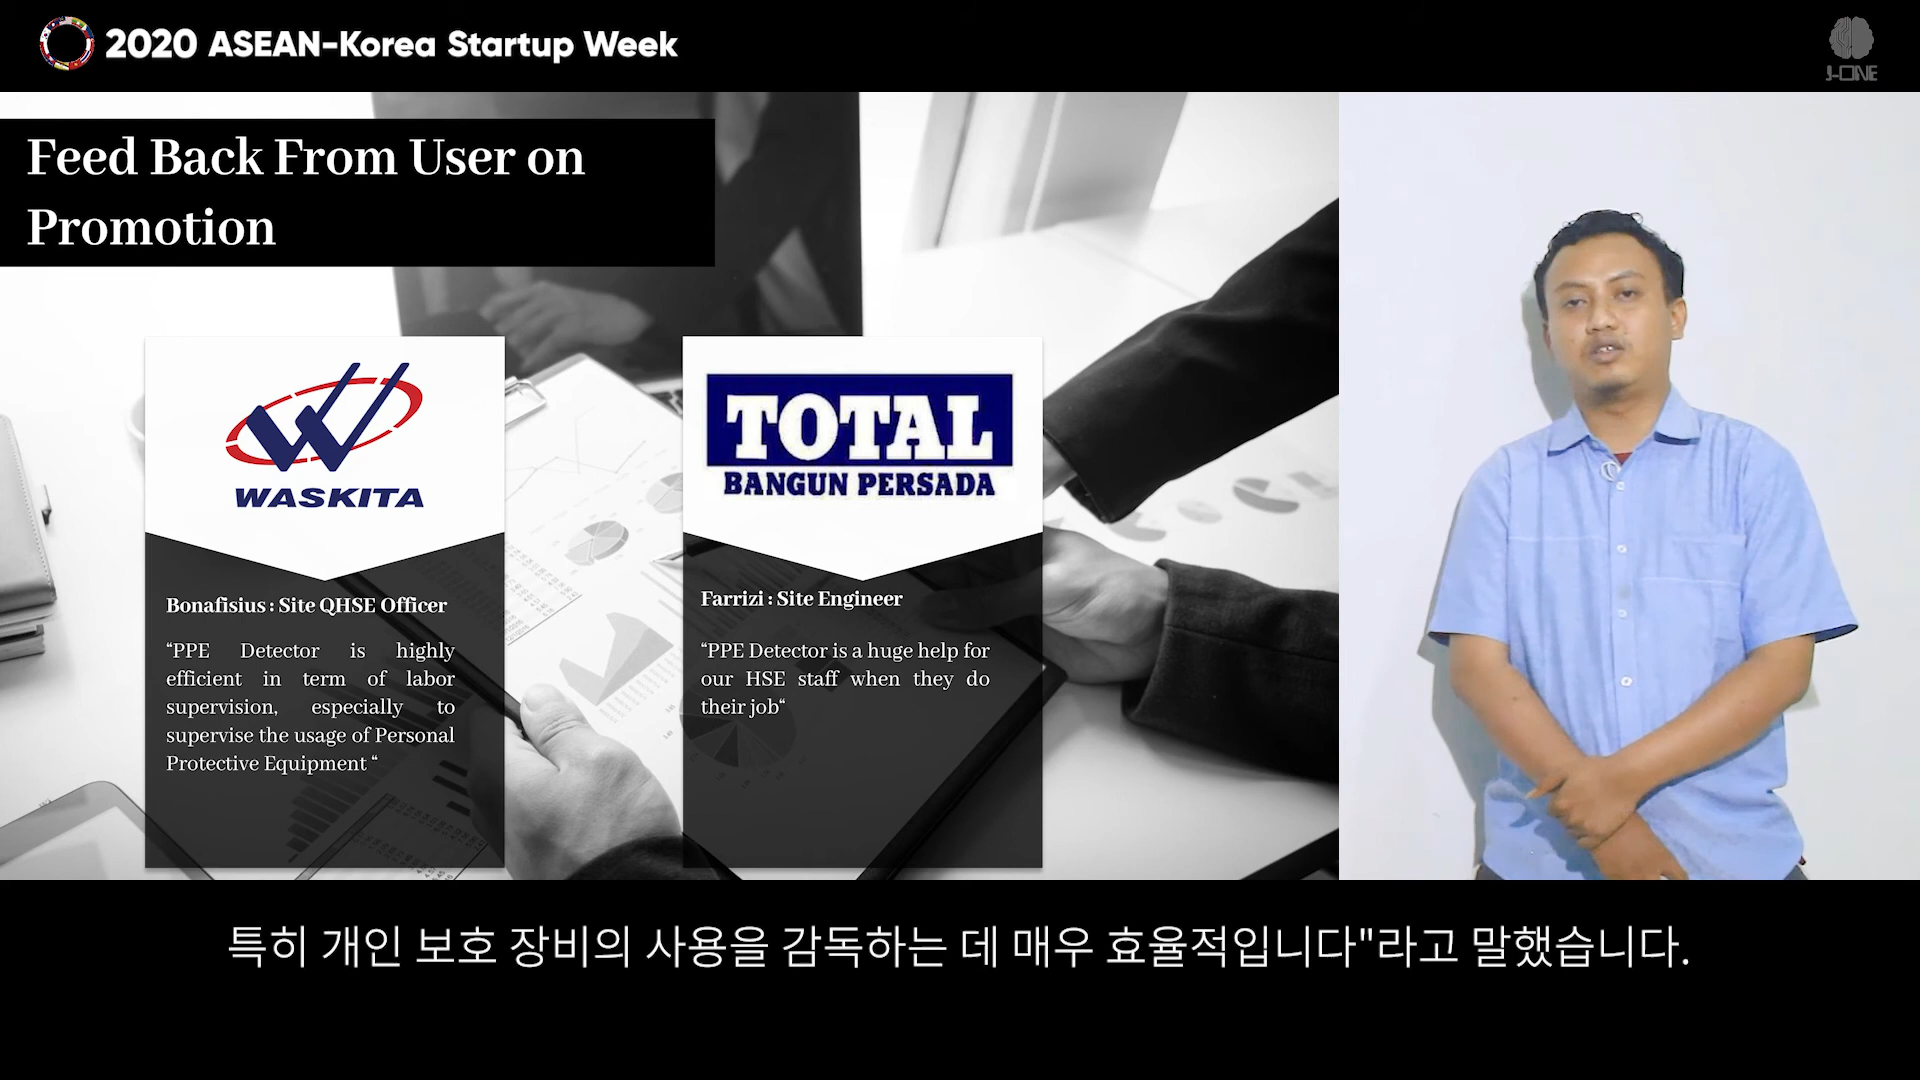 2020 ASEAN-Korea Startup Week
J-ONE
Feed Back From User on
Promotion
WASKITA
Bonafisius : Site QHSE Officer
“PPE Detector is highly
efficient in term of labor
supervision, especially to
supervise the usage of Personal
Protective Equipment “
TOTAL
BANGUN PERSADA
Farrizi : Site Engineer
“PPE Detector is a huge help for
our HSE staff when they do
their job“
특히 개인 보호 장비의 사용을 감독하는 데 매우 효율적입니다"라고 말했습니다.